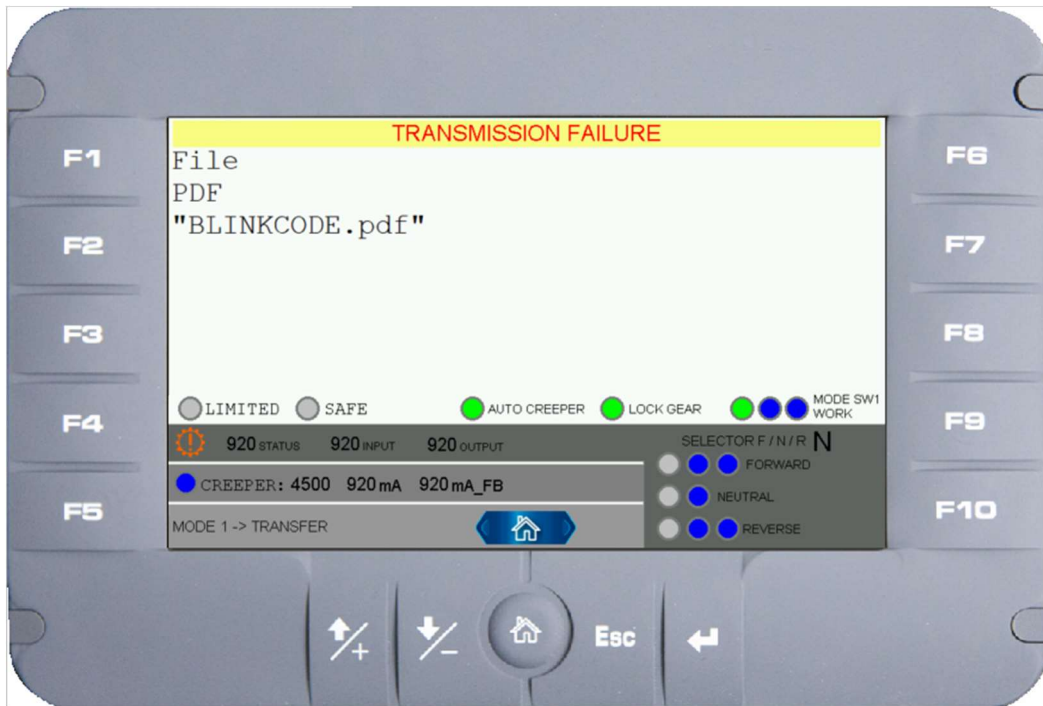 TRANSMISSION FAILURE
File
PDF
"BLINKCODE.pdf"
LIMITED SAFE AUTO CREEPER LOCK GEAR MODE SW1 WORK
920 STATUS 920 INPUT 920 OUTPUT
SELECTOR F / N / R N
FORWARD
CREEPER: 4500 920 mA 920 mA_FB
NEUTRAL
MODE 1 -> TRANSFER
REVERSE
F1
F2
F3
F4
F5
F6
F7
F8
F9
F10
+
-
Esc